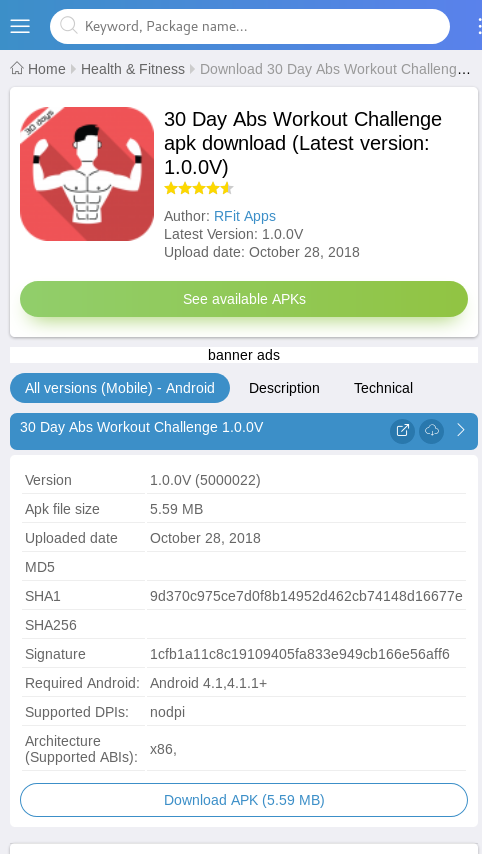 Keyword, Package name...
Home Health & Fitness Download 30 Day Abs Workout Challeng...
30 days
30 Day Abs Workout Challenge
apk download (Latest version:
1.0.0V)
Author: RFit Apps
Latest Version: 1.0.0V
Upload date: October 28, 2018
See available APKs
banner ads
All versions (Mobile) - Android Description Technical
30 Day Abs Workout Challenge 1.0.0V
Version 1.0.0V (5000022)
Apk file size 5.59 MB
Uploaded date October 28, 2018
MD5
SHA1 9d370c975ce7d0f8b14952d462cb74148d16677e
SHA256
Signature 1cfb1a11c8c19109405fa833e949cb166e56aff6
Required Android: Android 4.1,4.1.1+
Supported DPIs: nodpi
Architecture
(Supported ABIs): x86,
Download APK (5.59 MB)